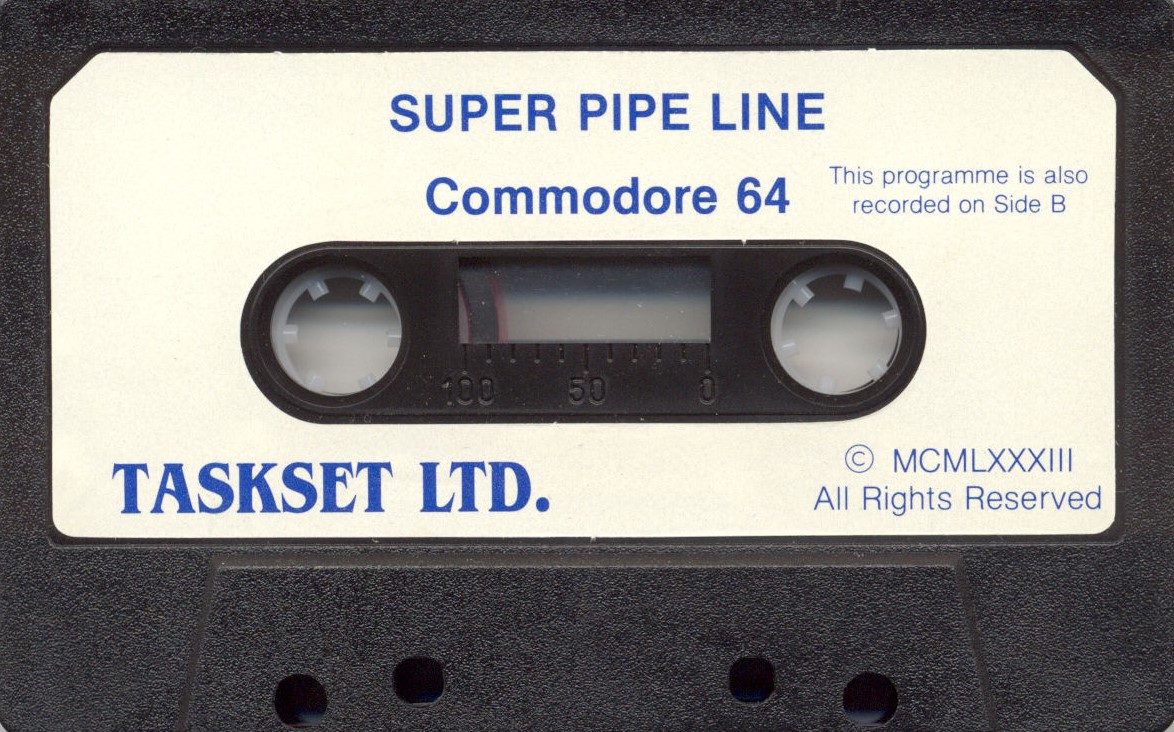 SUPER PIPE LINE
Commodore 64
This programme is also
recorded on Side B
100 50 0
TASKSET LTD.
© MCMLXXXIII
All Rights Reserved